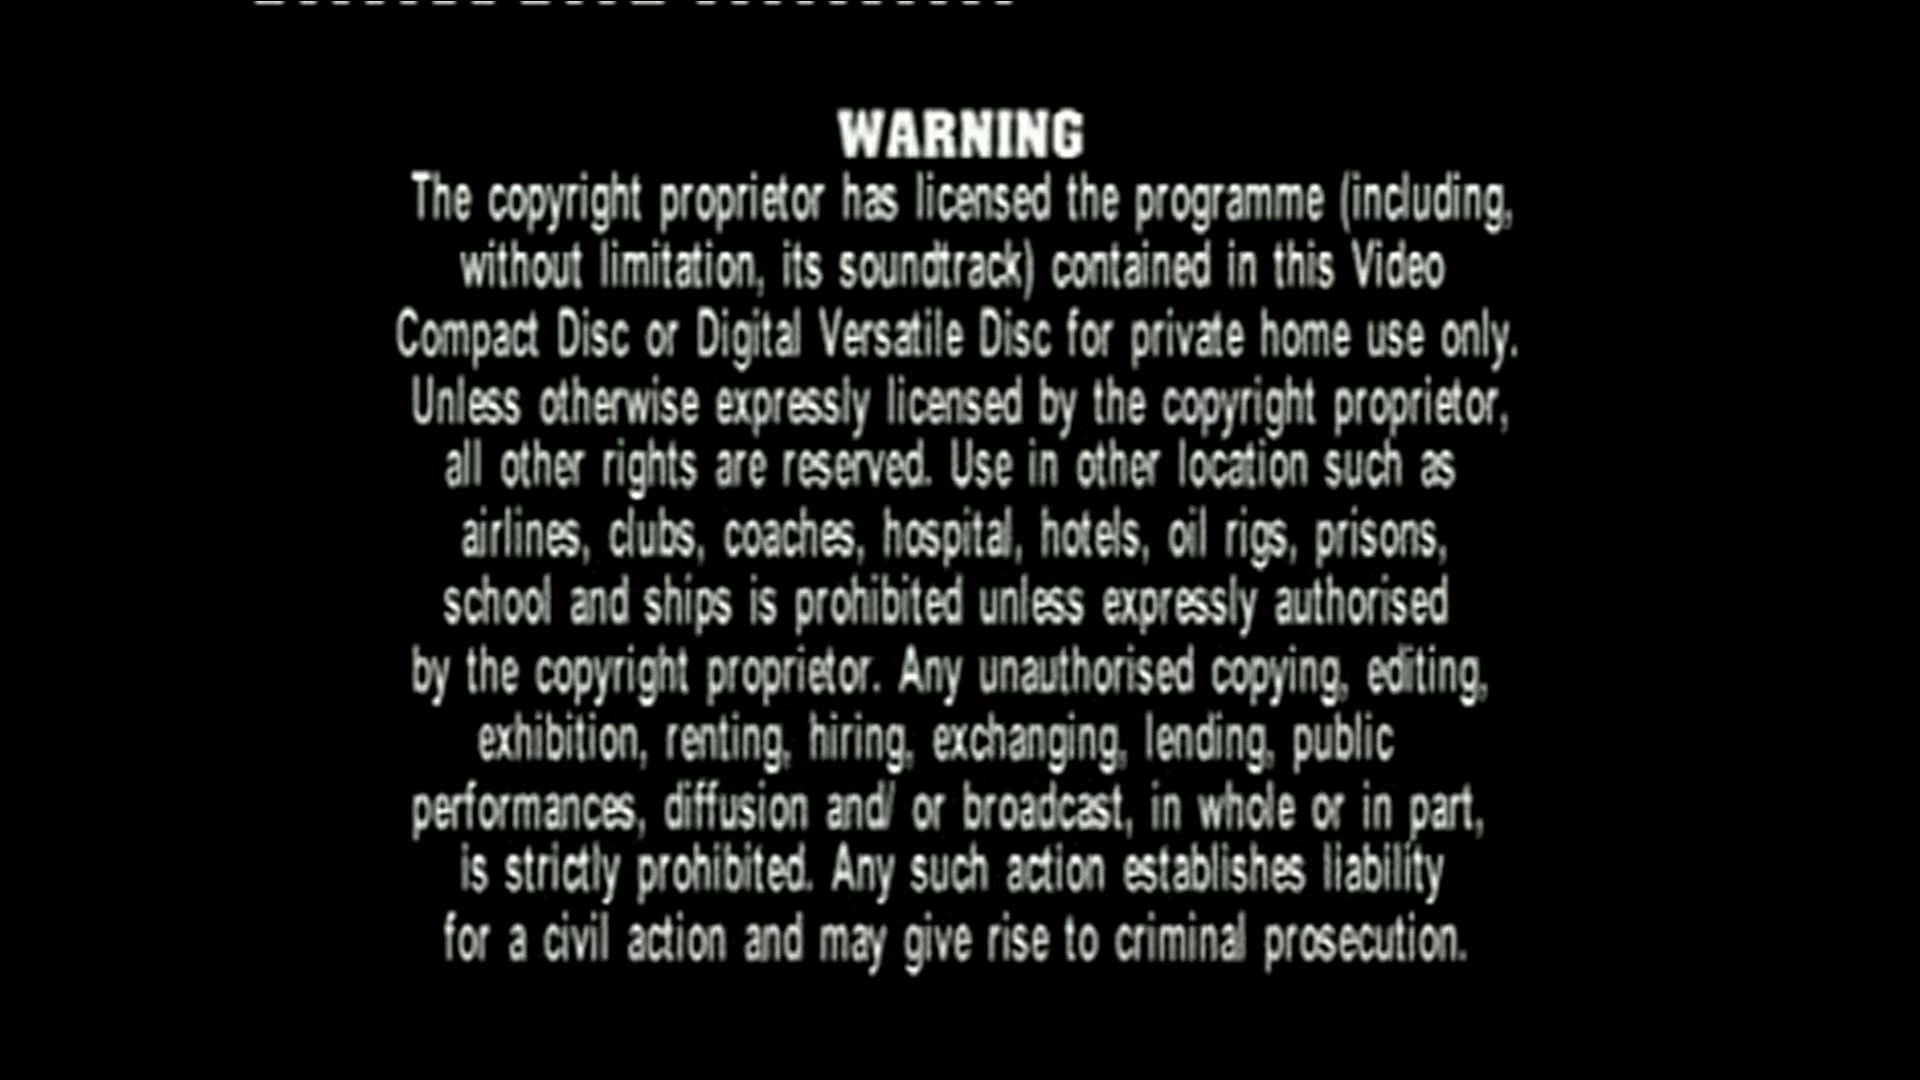 WARNING
The copyright proprietor has licensed the programme (including,
without limitation, its soundtrack) contained in this Video
Compact Disc or Digital Versatile Disc for private home use only.
Unless otherwise expressly licensed by the copyright proprietor,
all other rights are reserved. Use in other location such as
airlines, clubs, coaches, hospital, hotels, oil rigs, prisons,
school and ships is prohibited unless expressly authorised
by the copyright proprietor. Any unauthorised copying, editing,
exhibition, renting, hiring, exchanging, lending, public
performances, diffusion and/ or broadcast, in whole or in part,
is strictly prohibited. Any such action establishes liability
for a civil action and may give rise to criminal prosecution.